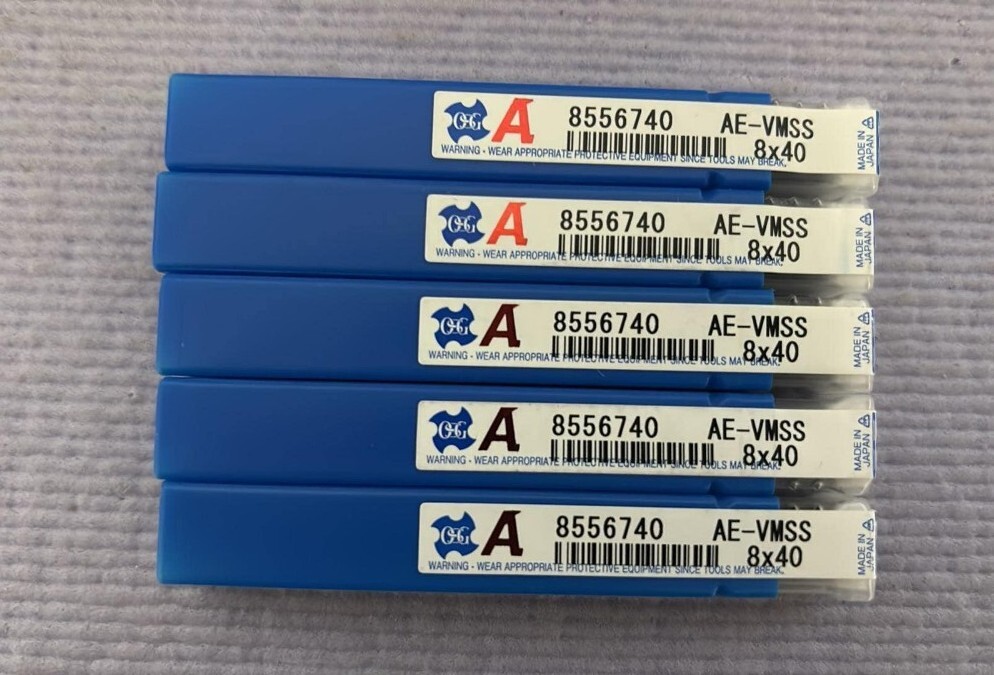 OSG A 8556740 AE-VMSS
8x40
WARNING - WEAR APPROPRIATE PROTECTIVE EQUIPMENT SINCE TOOLS MAY BREAK.
MADE IN
JAPAN
OSG A 8556740 AE-VMSS
8x40
WARNING - WEAR APPROPRIATE PROTECTIVE EQUIPMENT SINCE TOOLS MAY BREAK.
MADE IN
JAPAN
OSG A 8556740 AE-VMSS
8x40
WARNING - WEAR APPROPRIATE PROTECTIVE EQUIPMENT SINCE TOOLS MAY BREAK.
MADE IN
JAPAN
OSG A 8556740 AE-VMSS
8x40
WARNING - WEAR APPROPRIATE PROTECTIVE EQUIPMENT SINCE TOOLS MAY BREAK.
MADE IN
JAPAN
OSG A 8556740 AE-VMSS
8x40
WARNING - WEAR APPROPRIATE PROTECTIVE EQUIPMENT SINCE TOOLS MAY BREAK.
MADE IN
JAPAN